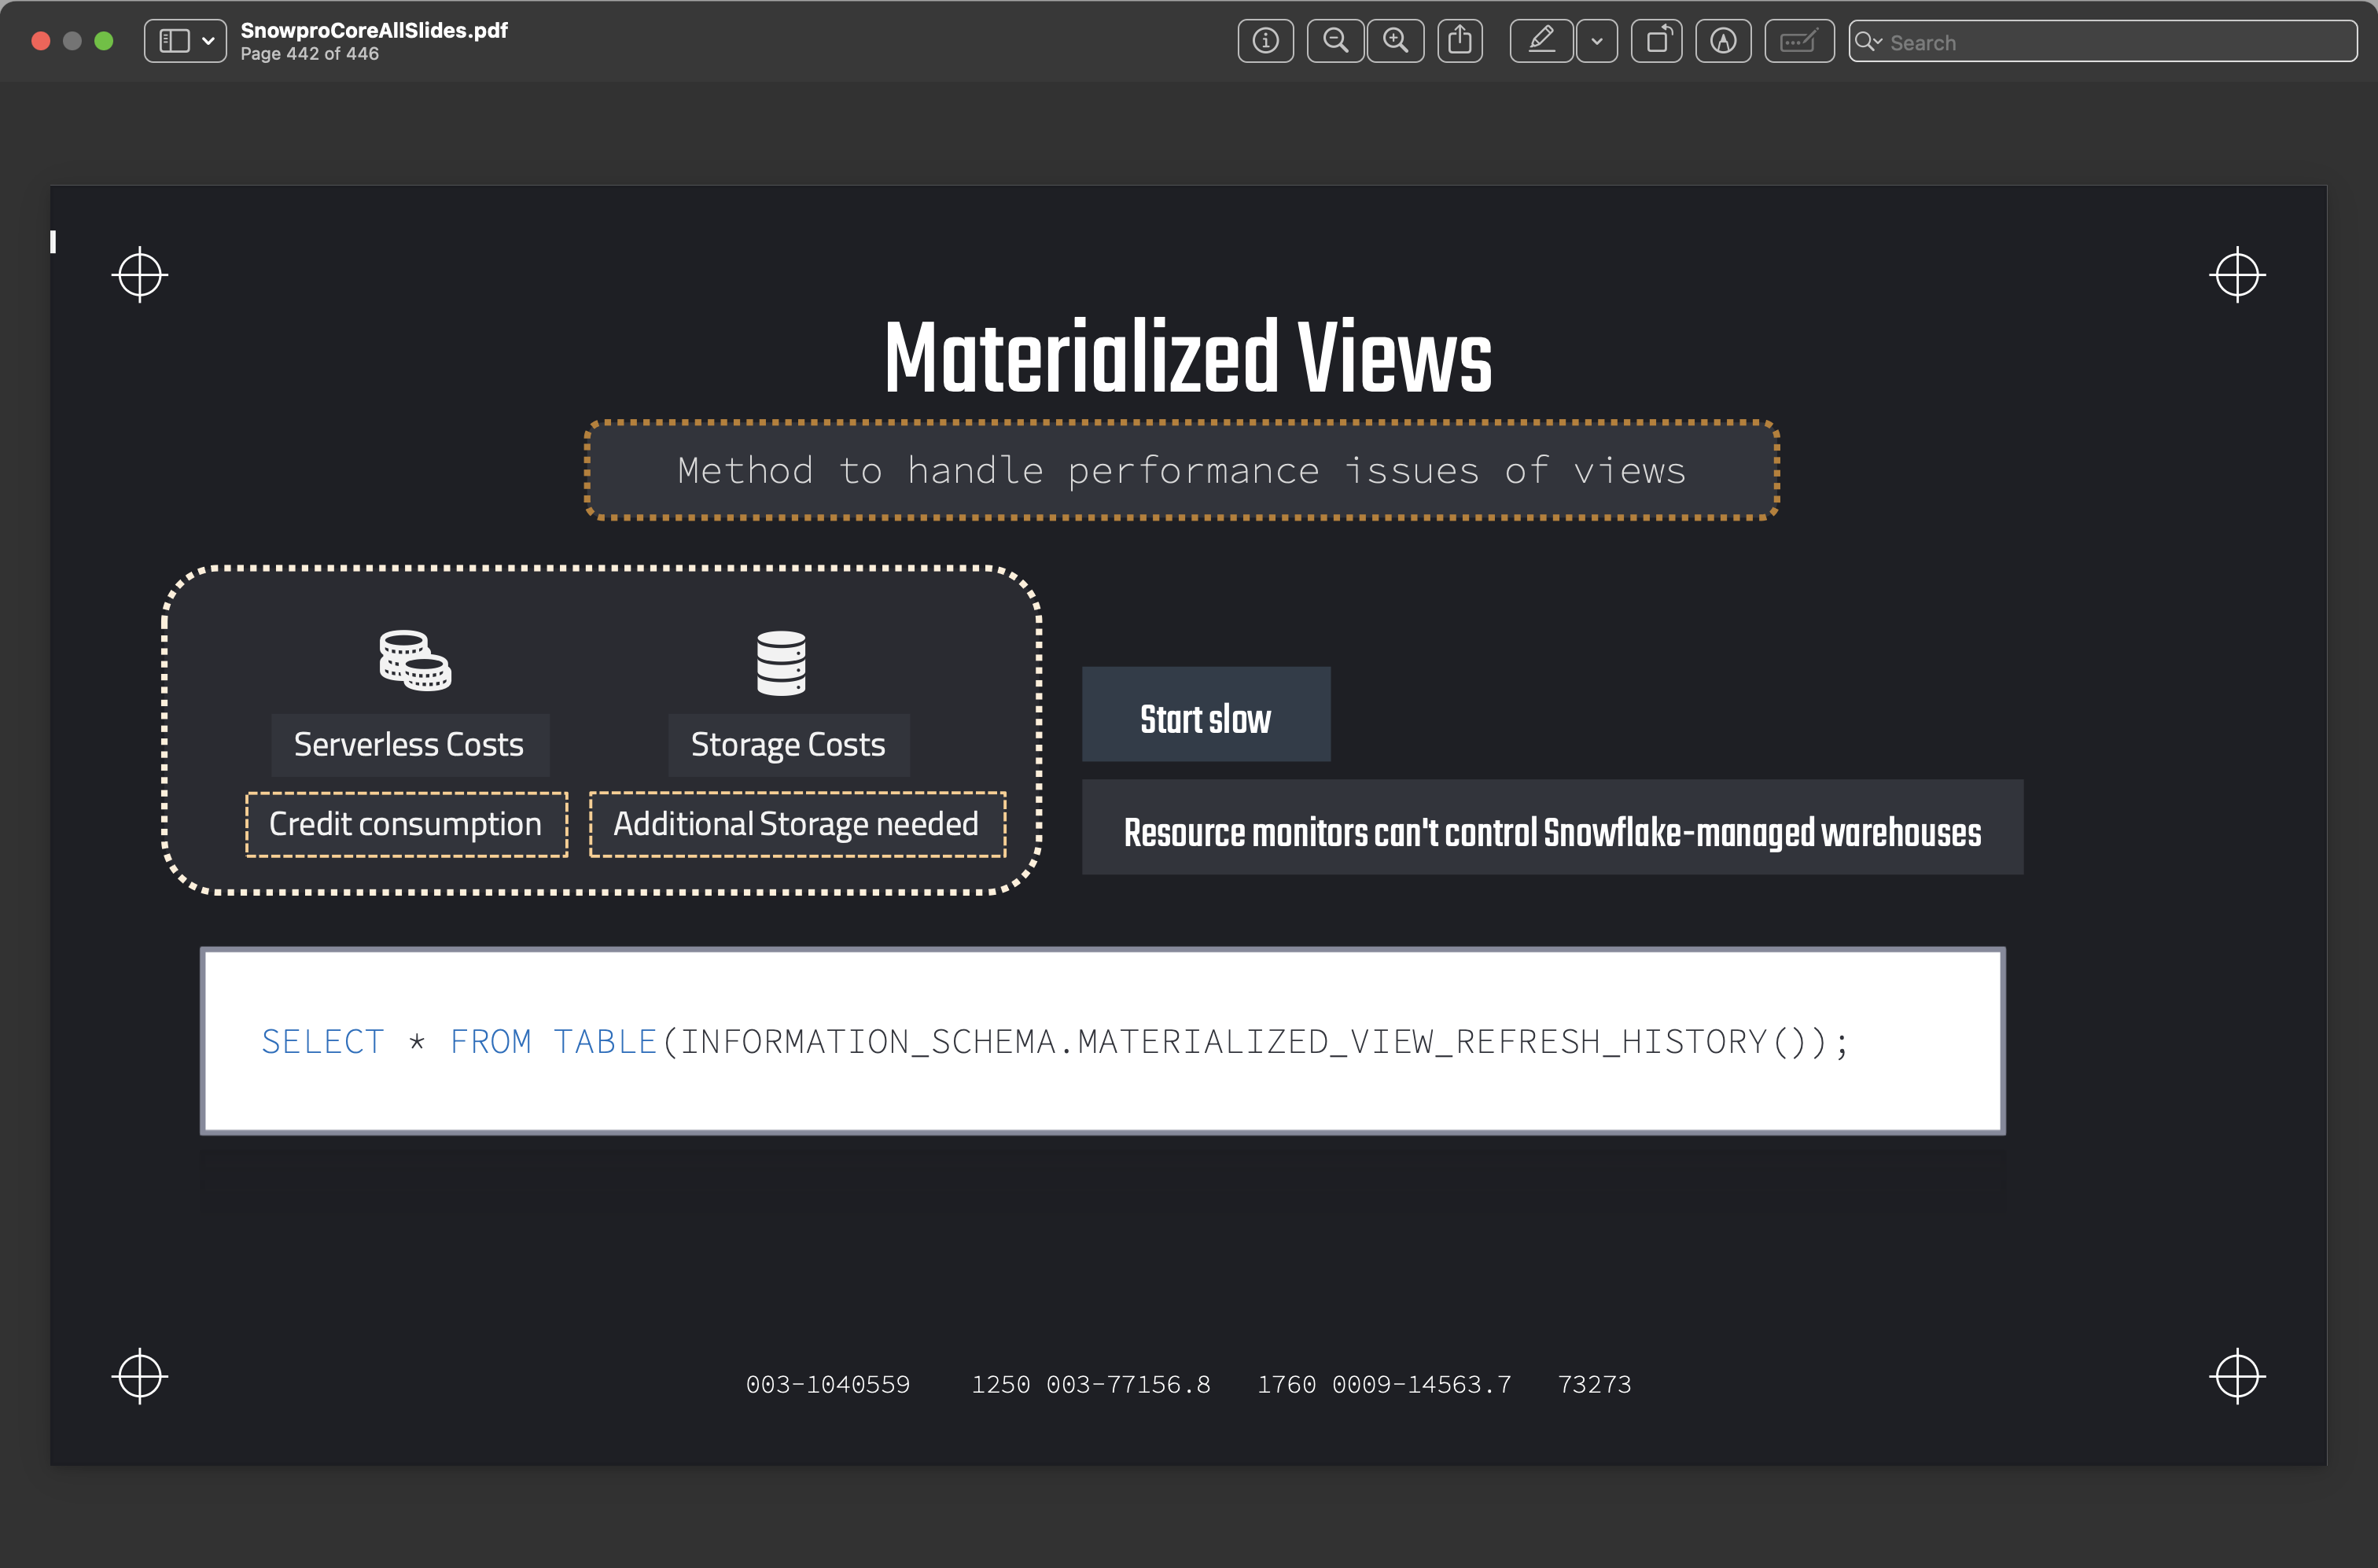 SnowproCoreAllSlides.pdf
Page 442 of 446
Search
Materialized Views
Method to handle performance issues of views
Serverless Costs
Storage Costs
Credit consumption
Additional Storage needed
Start slow
Resource monitors can't control Snowflake-managed warehouses
SELECT * FROM TABLE(INFORMATION_SCHEMA.MATERIALIZED_VIEW_REFRESH_HISTORY());
003-1040559 1250 003-77156.8 1760 0009-14563.7 73273